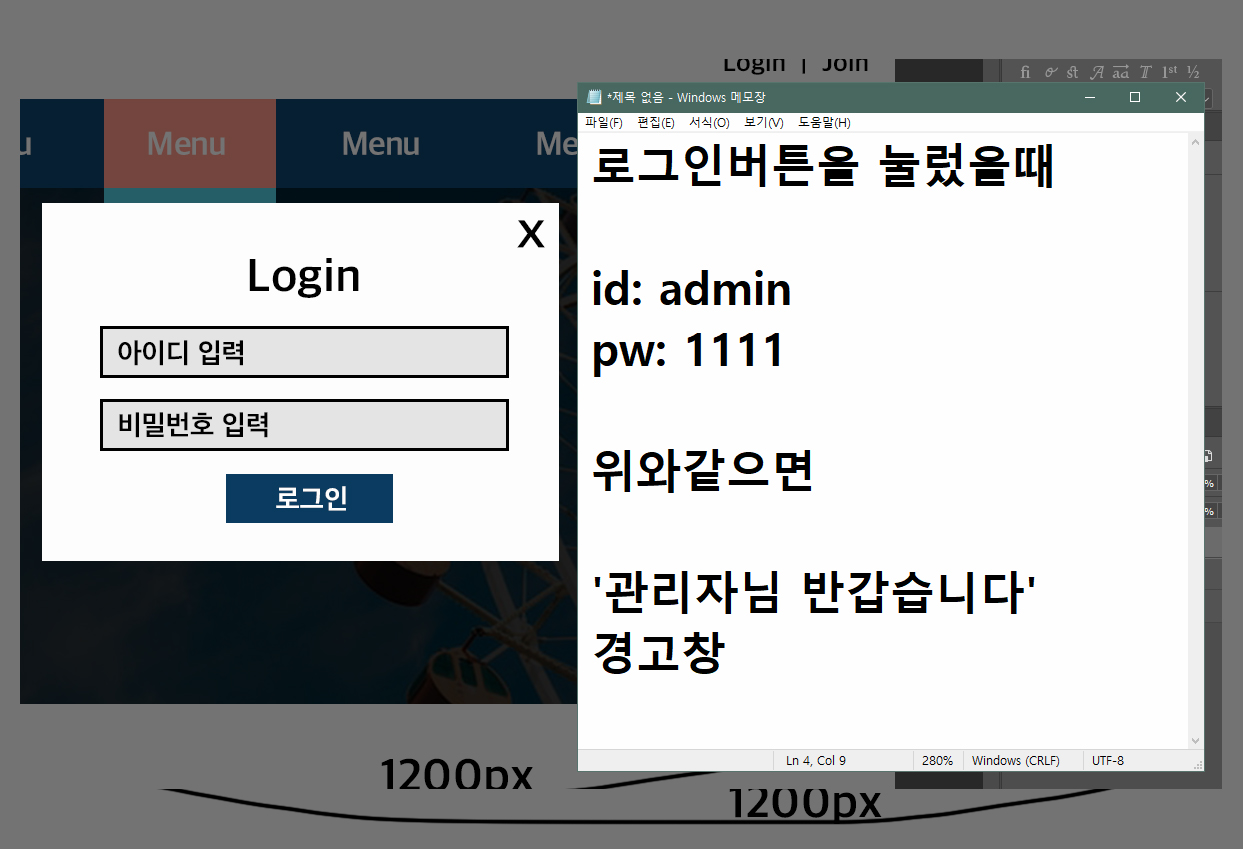 Login | Join
fi st A ad T 1st ½
*제목 없음 - Windows 메모장
파일(F) 편집(E) 서식(O) 보기(V) 도움말(H)
Menu Menu
로그인버튼을 눌렀을때
id: admin
pw: 1111
위와같으면
'관리자님 반갑습니다'
경고창
X
Login
아이디 입력
비밀번호 입력
로그인
%
%
Ln 4, Col 9 280% Windows (CRLF) UTF-8
1200px
1200px